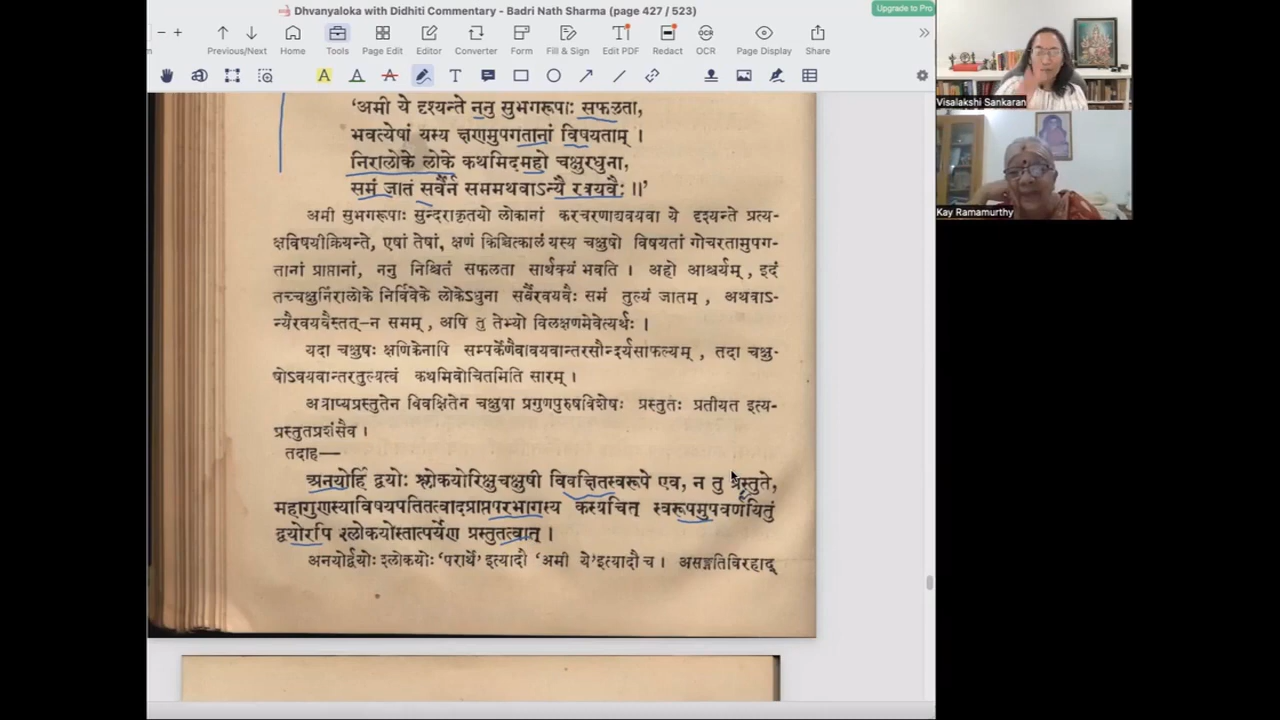 Dhvanyaloka with Didhiti Commentary - Badri Nath Sharma (page 427 / 523)
Upgrade to Pro
Previous/Next Home Tools Page Edit Editor Converter Form Fill & Sign Edit PDF Redact OCR Page Display Share
Visalakshi Sankaran
Kay Ramamurthy
'अमी ये दृश्यन्ते ननु सुभगरूपाः सफलता,
भवत्येषां यस्य क्षणमुपगतानां विषयताम् ।
निरालोके लोके कथमिदमहो चक्षुरधुना,
समं जातं सर्वैर्न सममथवाऽन्यैरवयवैः ॥'
अमी सुभगरूपाः सुन्दराकृतयो लोकानां करचरणाद्यवयवा ये दृश्यन्ते प्रत्य-
क्षविषयीक्रियन्ते, एषां तेषां, क्षणं किञ्चित्कालं यस्य चक्षुषो विषयतां गोचरतामुपग-
तानां प्राप्तानां, ननु निश्चितं सफलता सार्थक्यं भवति । अहो आश्चर्यम्, इदं
तच्चक्षुर्निरालोके निर्विवेके लोकेऽधुना सर्वैरवयवैः समं तुल्यं जातम्, अथवाऽ-
न्यैरवयवैस्तत्-न समम्, अपि तु तेभ्यो विलक्षणमेवेत्यर्थः ।
यदा चक्षुषः क्षणिकेनापि सम्पर्केणैवावयवान्तरसौन्दर्यसाफल्यम्, तदा चक्षु-
षोऽवयवान्तरतुल्यत्वं कथमिवोचितमिति सारम् ।
अत्राप्यप्रस्तुतेन विवक्षितेन चक्षुषा प्रगुणपुरुषविशेषः प्रस्तुतः प्रतीयत इत्य-
प्रस्तुतप्रशंसैव ।
तदाह—
अनयोर्हि द्वयोः श्लोकयोरिक्षुचक्षुषी विवक्षितस्वरूपे एव, न तु प्रस्तुते,
महागुणस्याविषयपतितत्वादप्राप्तपरभागस्य कस्यचित् स्वरूपमुपवर्णयितुं
द्वयोरपि श्लोकयोस्तात्पर्येण प्रस्तुतत्वात् ।
अनयोर्द्वयोः श्लोकयोः 'परार्थे' इत्यादौ 'अमी ये'इत्यादौ च । असङ्गतिविरहाद्